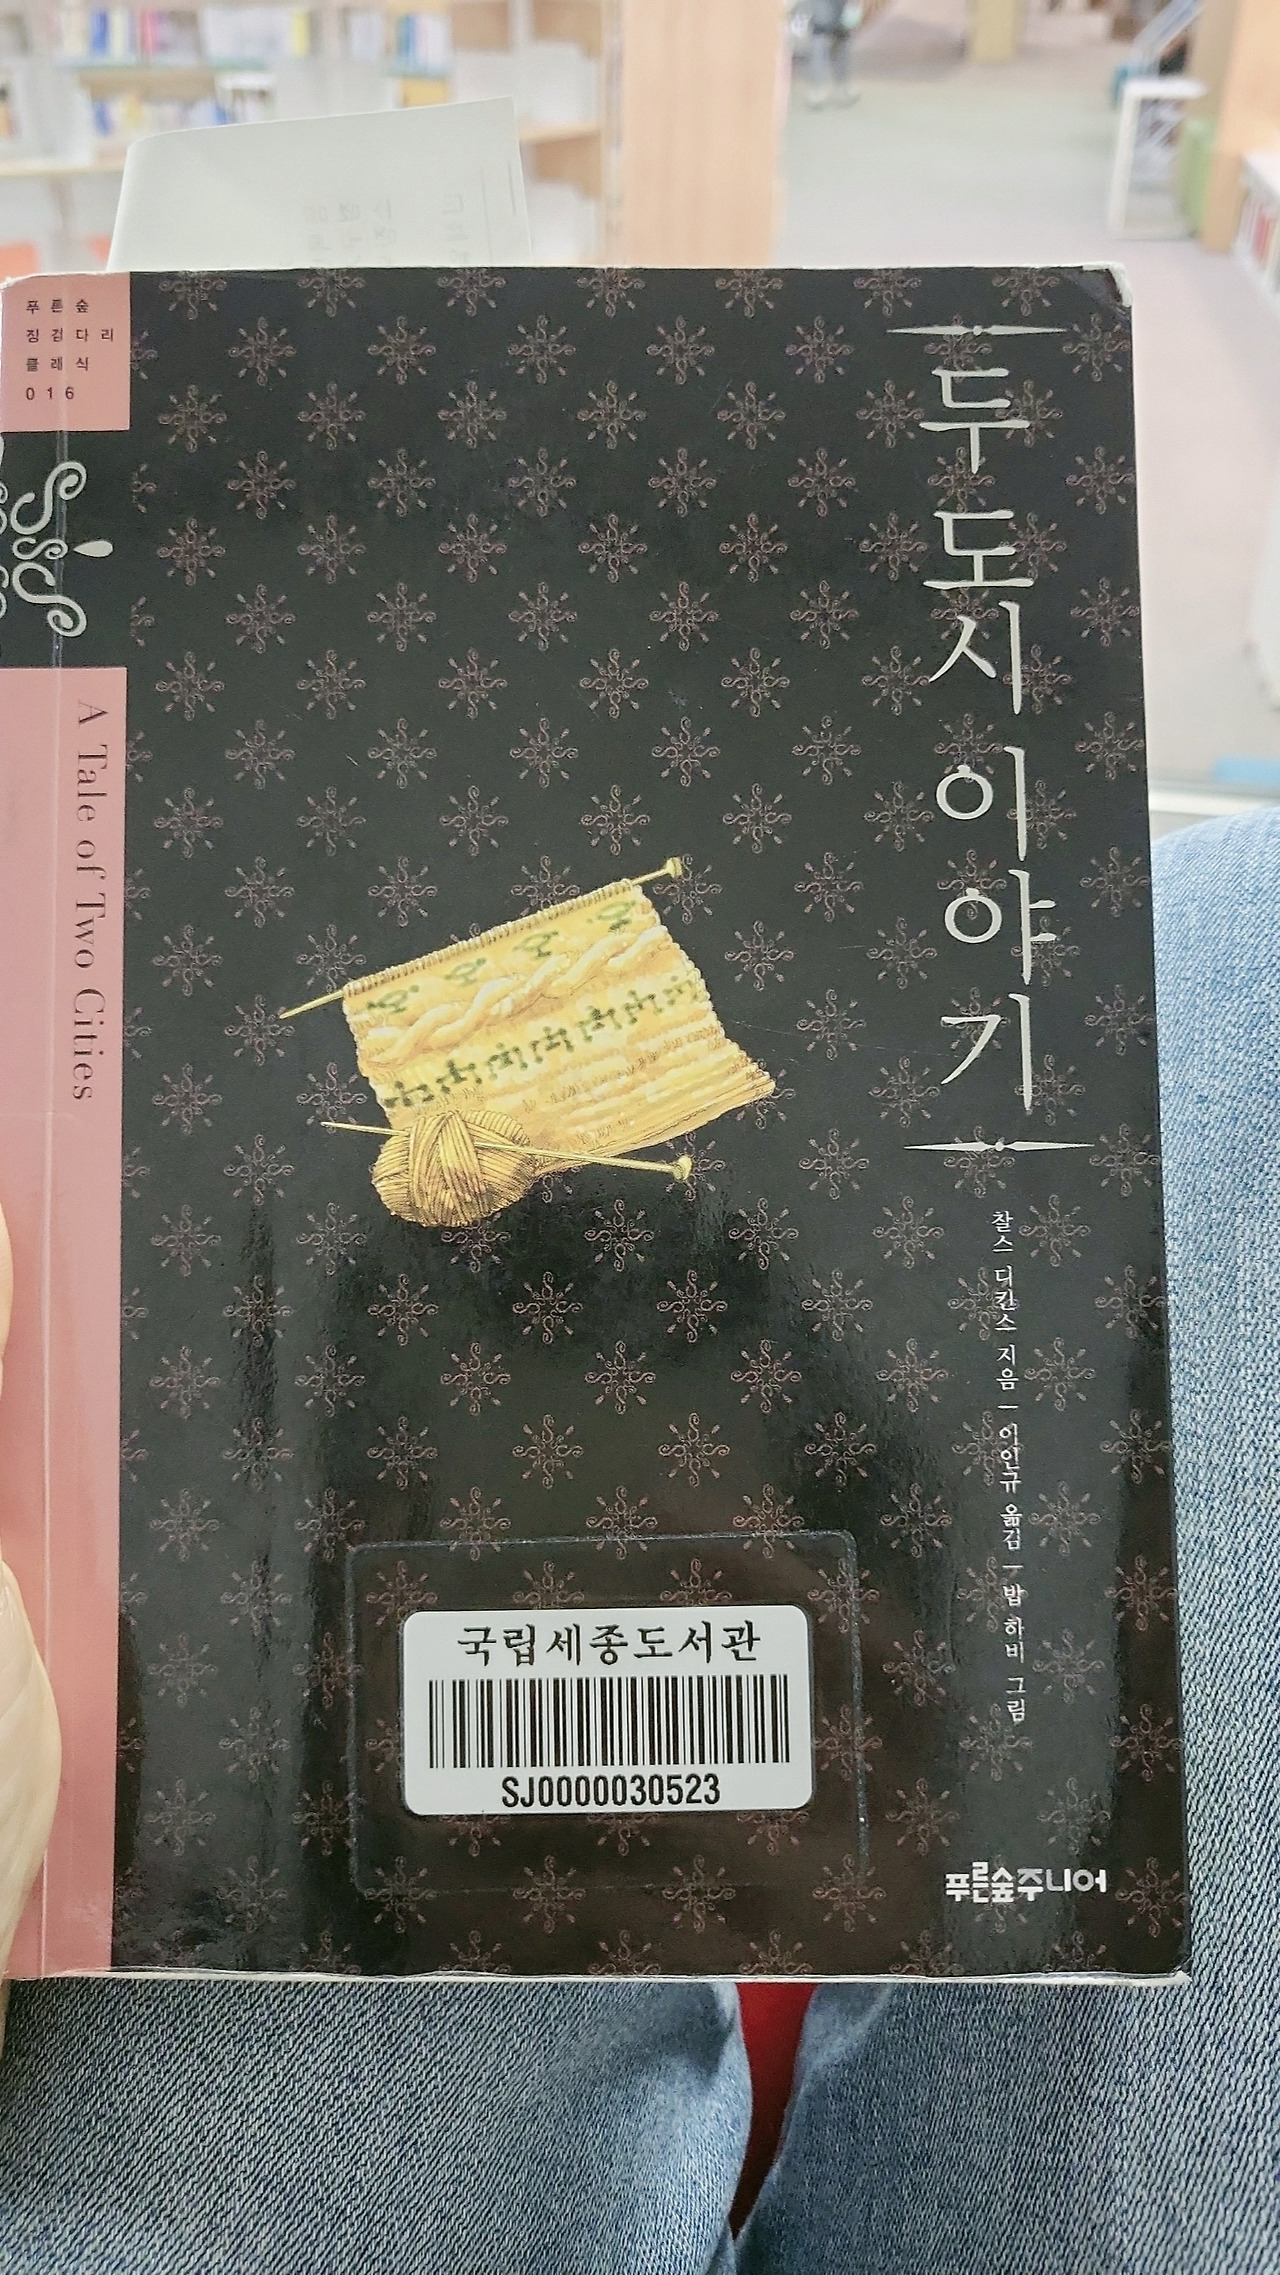 푸른숲
징검다리
클래식
016
A Tale of Two Cities
두 도시 이야기
찰스 디킨스 지음 | 이인규 옮김 | 밥 하비 그림
국립세종도서관
SJ0000030523
푸른숲주니어